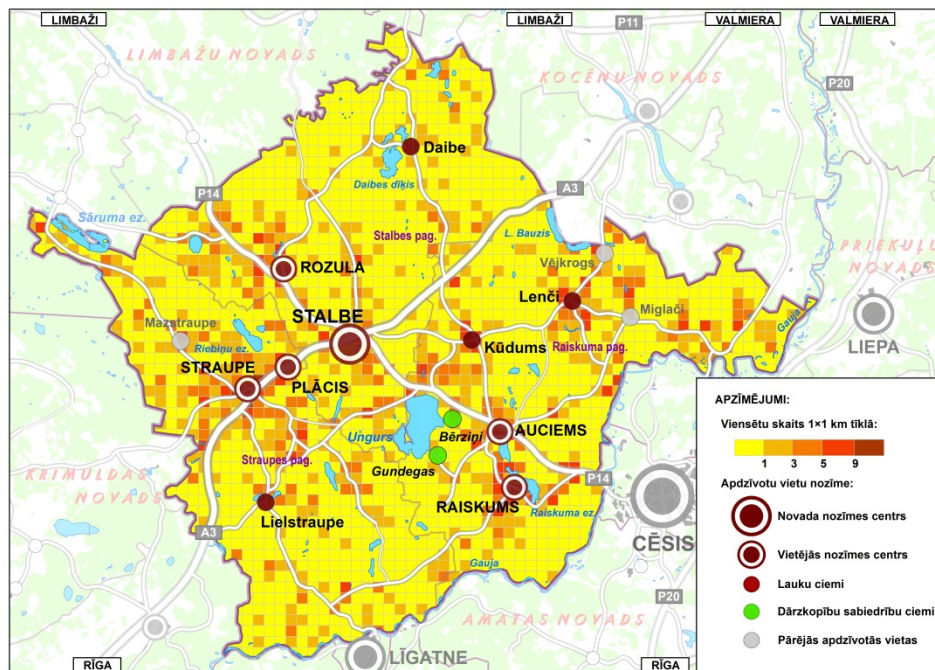 LIMBAŽI
LIMBAŽI
VALMIERA
VALMIERA
P11
LIMBAŽU NOVADS
KOCĒNU NOVADS
P20
Daibe
Daibes dīķis
P14
A3
Sāruma ez.
Stalbes pag.
L. Bauzis
PRIEKUĻU NOVADS
Vējkrogs
ROZULA
Lenči
STALBE
Miglači
Gauja
Mazstraupe
LIEPA
Riebiņu ez.
Kūdums
Raiskuma pag.
STRAUPE
PLĀCIS
AUCIEMS
Ungurs
Bērziņi
Straupes pag.
Gundegas
KRIMULDAS NOVADS
P14
RAISKUMS
Raiskuma ez.
Lielstraupe
CĒSIS
A3
Gauja
P20
AMATAS NOVADS
LĪGATNE
RĪGA
RĪGA
APZĪMĒJUMI:
Viensētu skaits 1×1 km tīklā:
1 3 5 9
Apdzīvotu vietu nozīme:
Novada nozīmes centrs
Vietējās nozīmes centrs
Lauku ciemi
Dārzkopību sabiedrību ciemi
Pārējās apdzīvotās vietas